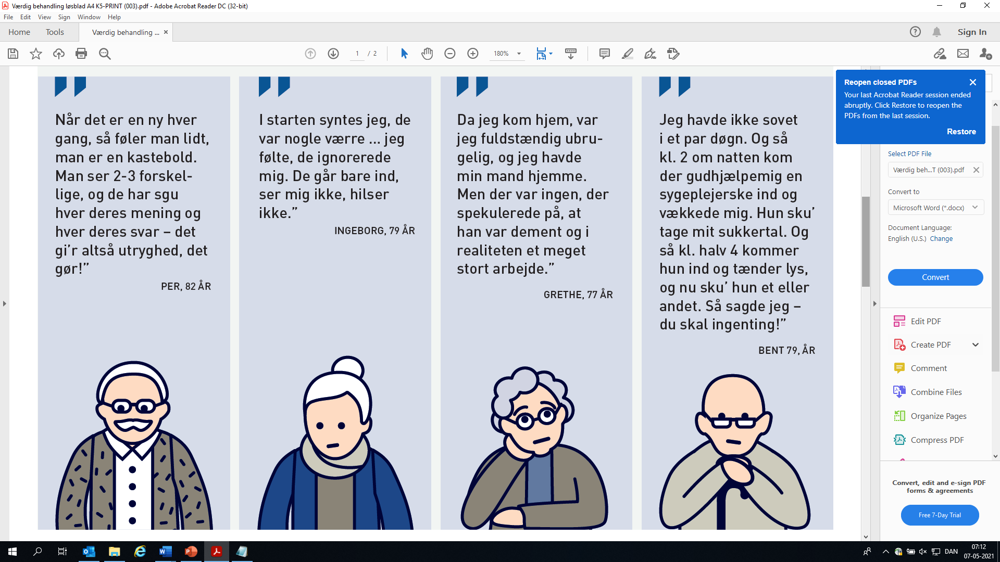 Værdig behandling løsblad A4 K5-PRINT (003).pdf - Adobe Acrobat Reader DC (32-bit)
File Edit View Sign Window Help
Home Tools Værdig behandling ... ×
Sign In
1 / 2
180%
Når det er en ny hver
gang, så føler man lidt,
man er en kastebold.
Man ser 2-3 forskel-
lige, og de har sgu
hver deres mening og
hver deres svar – det
gi’r altså utryghed, det
gør!”
PER, 82 ÅR
I starten syntes jeg, de
var nogle værre ... jeg
følte, de ignorerede
mig. De går bare ind,
ser mig ikke, hilser
ikke.”
INGEBORG, 79 ÅR
Da jeg kom hjem, var
jeg fuldstændig ubru-
gelig, og jeg havde
min mand hjemme.
Men der var ingen, der
spekulerede på, at
han var dement og i
realiteten et meget
stort arbejde.”
GRETHE, 77 ÅR
Jeg havde ikke sovet
i et par døgn. Og så
kl. 2 om natten kom
der gudhjælpemig en
sygeplejerske ind og
vækkede mig. Hun sku’
tage mit sukkertal. Og
så kl. halv 4 kommer
hun ind og tænder lys,
og nu sku’ hun et eller
andet. Så sagde jeg –
du skal ingenting!”
BENT 79, ÅR
Reopen closed PDFs
Your last Acrobat Reader session ended
abruptly. Click Restore to reopen the
PDFs from the last session.
Restore
Select PDF File
Værdig beh...T (003).pdf
Convert to
Microsoft Word (*.docx)
Document Language:
English (U.S.) Change
Convert
Edit PDF
Create PDF
Comment
Combine Files
Organize Pages
Compress PDF
Convert, edit and e-sign PDF
forms & agreements
Free 7-Day Trial
DAN
07:12
07-05-2021